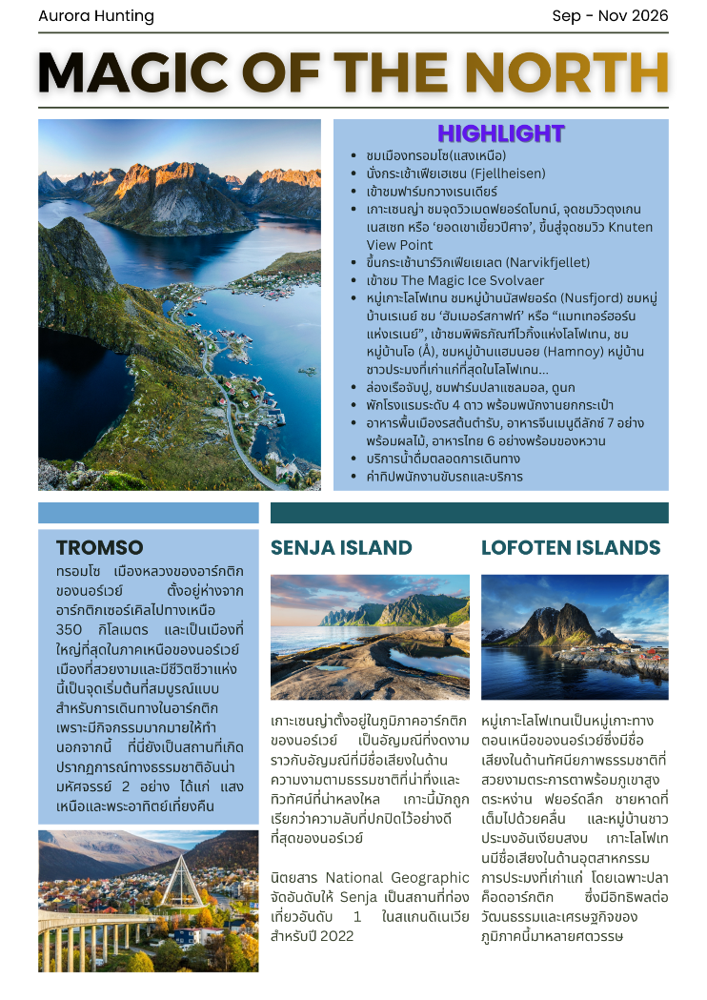 Aurora Hunting
Sep - Nov 2026
MAGIC OF THE NORTH
HIGHLIGHT
• ชมเมืองทรอมโซ(แสงเหนือ)
• นั่งกระเช้าเฟียเฮเซน (Fjellheisen)
• เข้าชมฟาร์มกวางเรนเดียร์
• เกาะเซนญ่า ชมจุดวิวเมดฟยอร์ดโบทน์, จุดชมวิวตุงเกน
เนสเซท หรือ ‘ยอดเขาเขี้ยวปีศาจ’, ขึ้นสู่จุดชมวิว Knuten
View Point
• ขึ้นกระเช้านาร์วิกเฟียเยเลต (Narvikfjellet)
• เข้าชม The Magic Ice Svolvaer
• หมู่เกาะโลโฟเทน ชมหมู่บ้านนัสฟยอร์ด (Nusfjord) ชมหมู่
บ้านเรเนย์ ชม ‘ฮัมเมอร์สกาฟท์’ หรือ “แมทเทอร์ฮอร์น
แห่งเรเนย์”, เข้าชมพิพิธภัณฑ์ไวกิ้งแห่งโลโฟเทน, ชม
หมู่บ้านโอ (Å), ชมหมู่บ้านแฮมนอย (Hamnoy) หมู่บ้าน
ชาวประมงที่เก่าแก่ที่สุดในโลโฟเทน...
• ล่องเรือจับปู, ชมฟาร์มปลาแซลมอล, ดูนก
• พักโรงแรมระดับ 4 ดาว พร้อมพนักงานยกกระเป๋า
• อาหารพื้นเมืองรสต้นตำรับ, อาหารจีนเมนูดีลักซ์ 7 อย่าง
พร้อมผลไม้, อาหารไทย 6 อย่างพร้อมของหวาน
• บริการน้ำดื่มตลอดการเดินทาง
• ค่าทิปพนักงานขับรถและบริการ
TROMSO
ทรอมโซ เมืองหลวงของอาร์กติก
ของนอร์เวย์ ตั้งอยู่ห่างจาก
อาร์กติกเซอร์เคิลไปทางเหนือ
350 กิโลเมตร และเป็นเมืองที่
ใหญ่ที่สุดในภาคเหนือของนอร์เวย์
เมืองที่สวยงามและมีชีวิตชีวาแห่ง
นี้เป็นจุดเริ่มต้นที่สมบูรณ์แบบ
สำหรับการเดินทางในอาร์กติก
เพราะมีกิจกรรมมากมายให้ทำ
นอกจากนี้ ที่นี่ยังเป็นสถานที่เกิด
ปรากฏการณ์ทางธรรมชาติอันน่า
มหัศจรรย์ 2 อย่าง ได้แก่ แสง
เหนือและพระอาทิตย์เที่ยงคืน
SENJA ISLAND
เกาะเซนญ่าตั้งอยู่ในภูมิภาคอาร์กติก
ของนอร์เวย์ เป็นอัญมณีที่งดงาม
ราวกับอัญมณีที่มีชื่อเสียงในด้าน
ความงามตามธรรมชาติที่น่าทึ่งและ
ทิวทัศน์ที่น่าหลงใหล เกาะนี้มักถูก
เรียกว่าความลับที่ปกปิดไว้อย่างดี
ที่สุดของนอร์เวย์
นิตยสาร National Geographic
จัดอันดับให้ Senja เป็นสถานที่ท่อง
เที่ยวอันดับ 1 ในสแกนดิเนเวีย
สำหรับปี 2022
LOFOTEN ISLANDS
หมู่เกาะโลโฟเทนเป็นหมู่เกาะทาง
ตอนเหนือของนอร์เวย์ซึ่งมีชื่อ
เสียงในด้านทัศนียภาพธรรมชาติที่
สวยงามตระการตาพร้อมภูเขาสูง
ตระหง่าน ฟยอร์ดลึก ชายหาดที่
เต็มไปด้วยคลื่น และหมู่บ้านชาว
ประมงอันเงียบสงบ เกาะโลโฟเท
นมีชื่อเสียงในด้านอุตสาหกรรม
การประมงที่เก่าแก่ โดยเฉพาะปลา
ค็อดอาร์กติก ซึ่งมีอิทธิพลต่อ
วัฒนธรรมและเศรษฐกิจของ
ภูมิภาคนี้มาหลายศตวรรษ